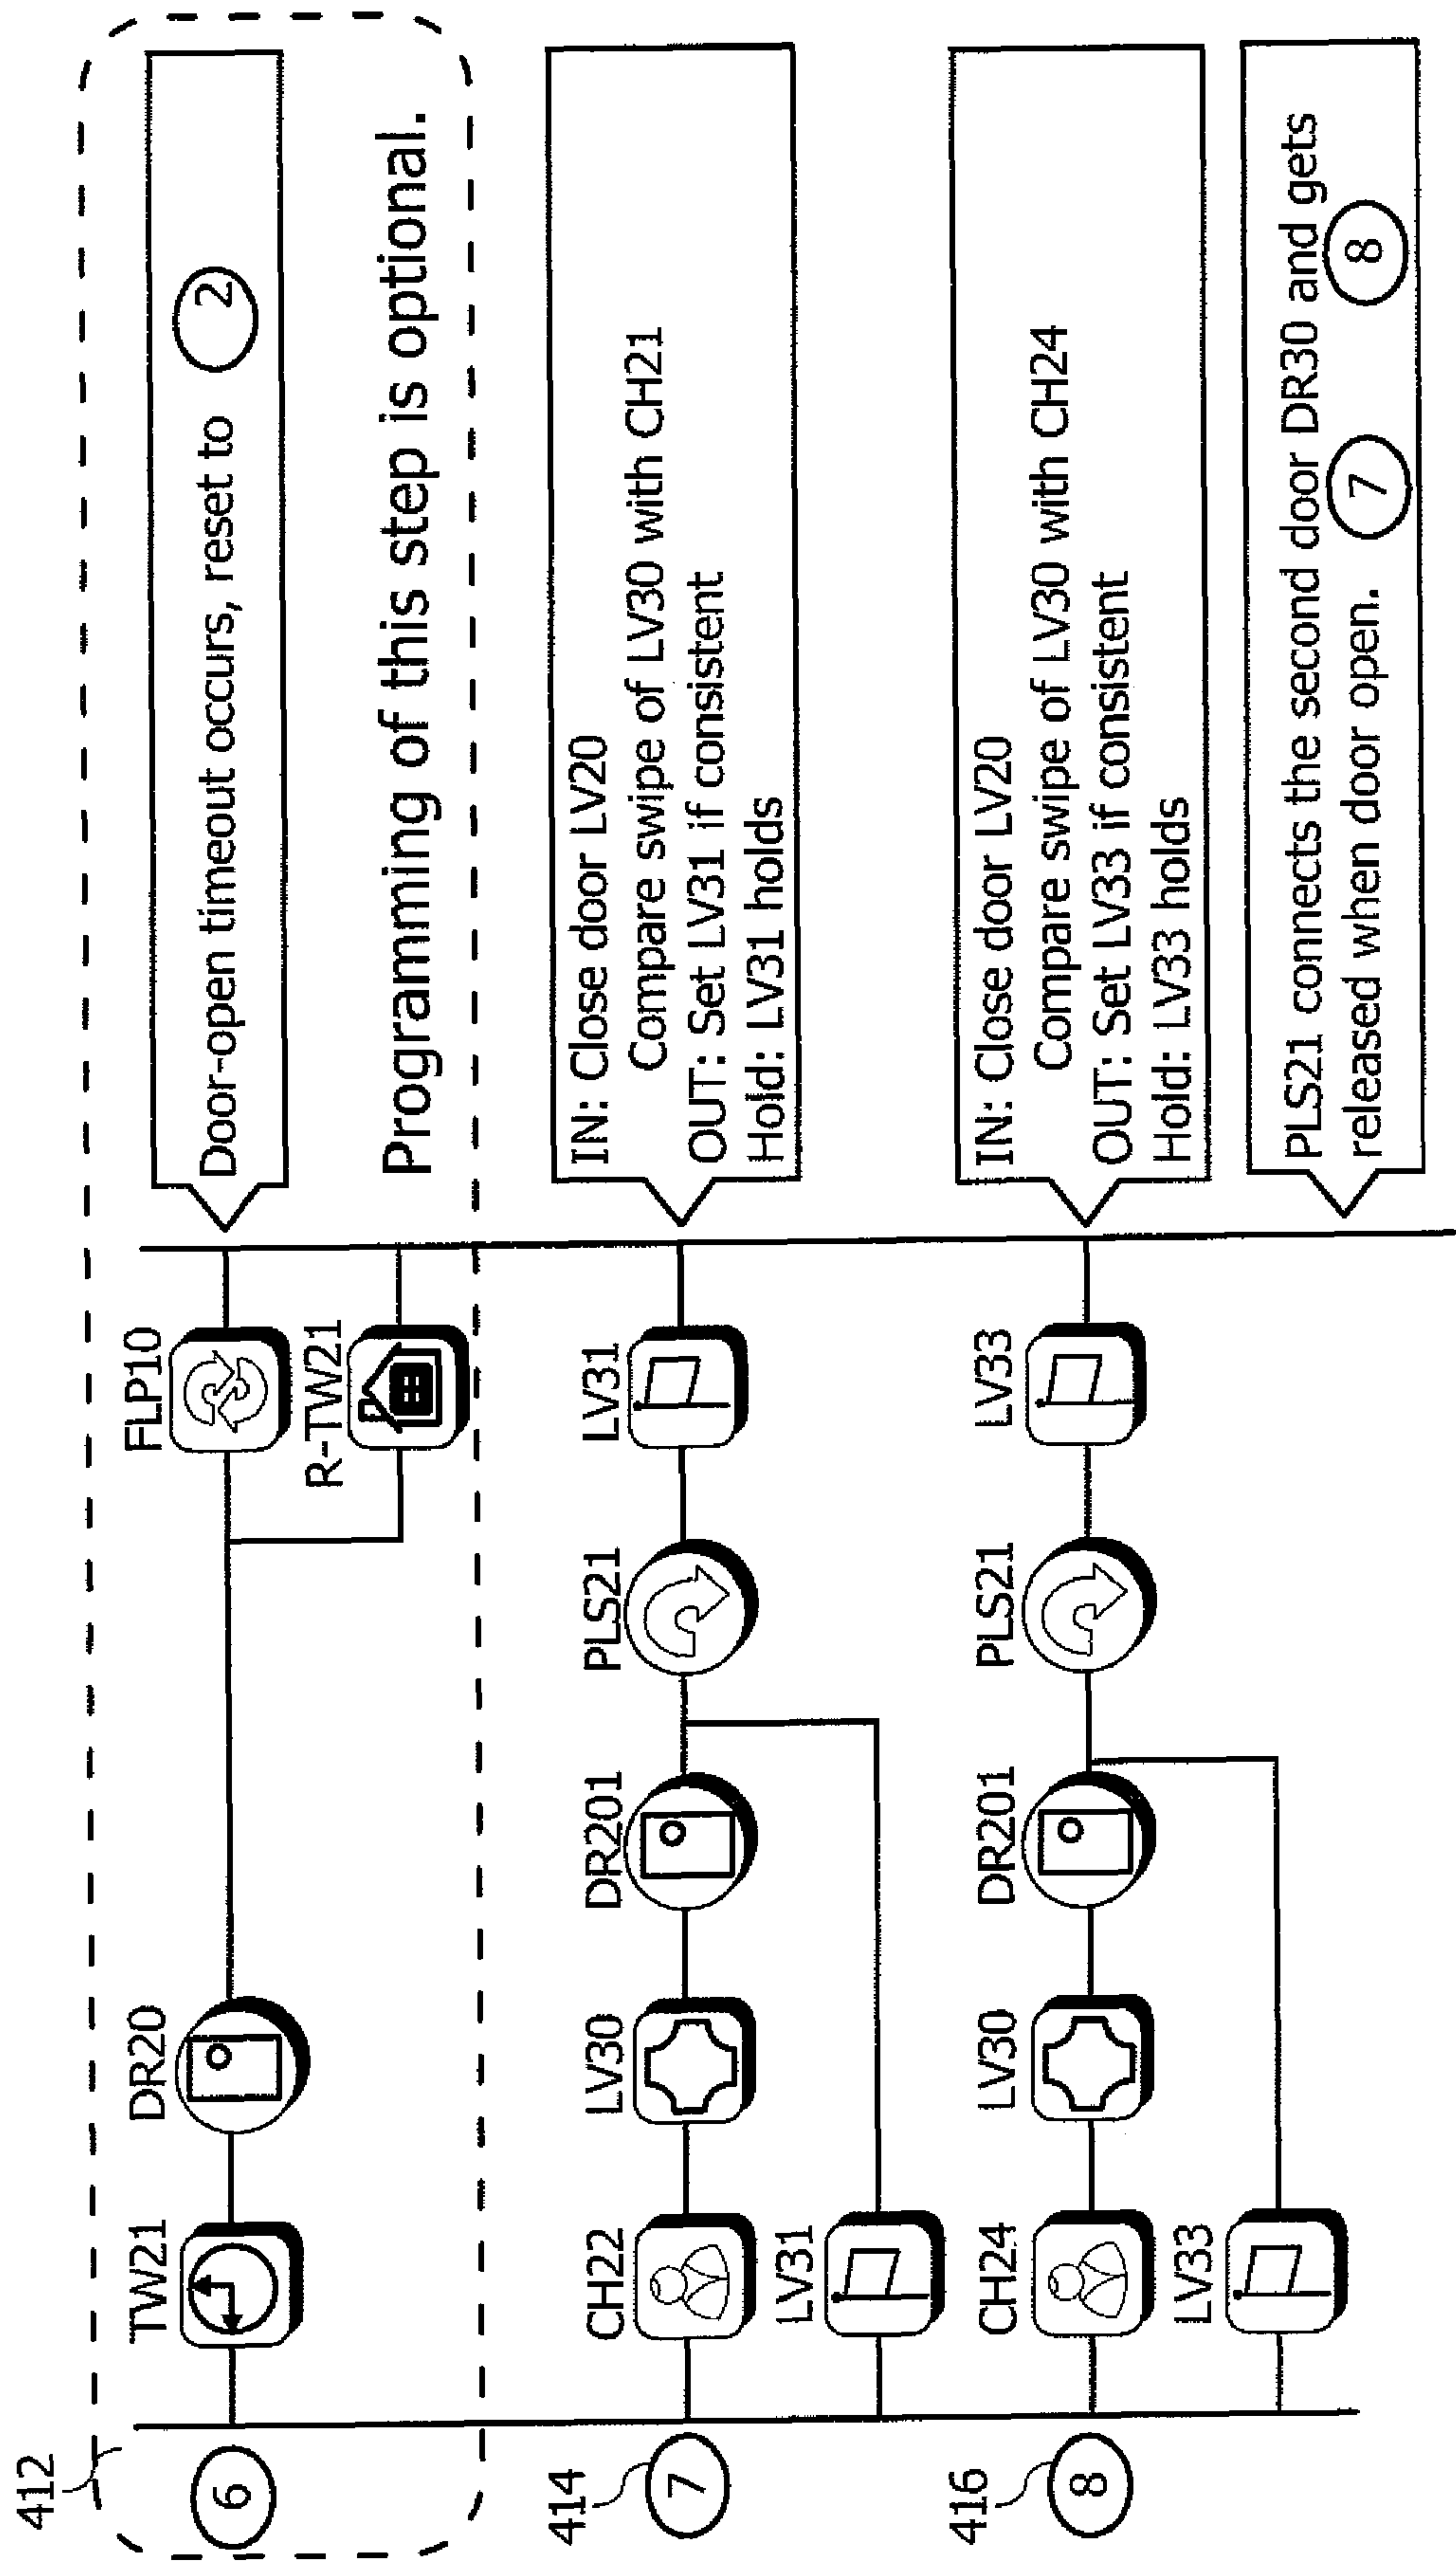 412
6
TW21
DR20
FLP10
R-TW21
Door-open timeout occurs, reset to 2
Programming of this step is optional.
414
7
CH22
LV30
DR201
PLS21
LV31
LV31
IN: Close door LV20
Compare swipe of LV30 with CH21
OUT: Set LV31 if consistent
Hold: LV31 holds
416
8
CH24
LV30
DR201
PLS21
LV33
LV33
IN: Close door LV20
Compare swipe of LV30 with CH24
OUT: Set LV33 if consistent
Hold: LV33 holds
PLS21 connects the second door DR30 and gets
released when door open. 7 8